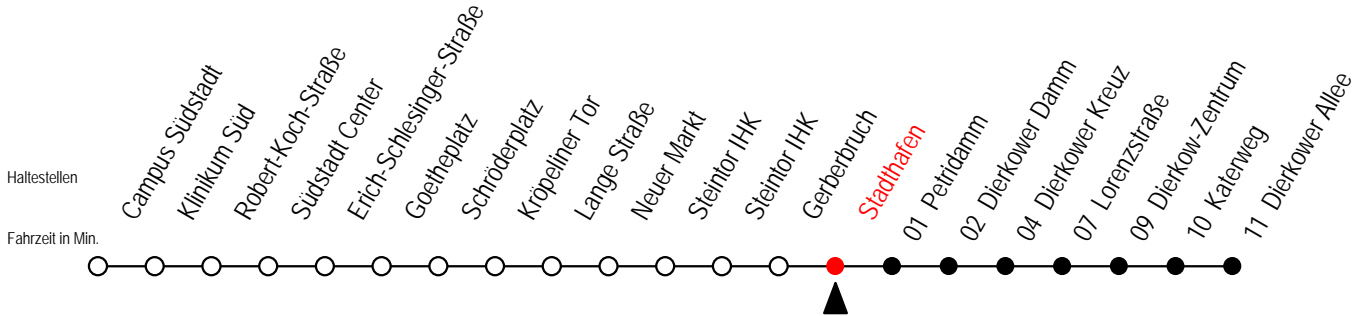 Haltestellen
Fahrzeit in Min.
Campus Südstadt
Klinikum Süd
Robert-Koch-Straße
Südstadt Center
Erich-Schlesinger-Straße
Goetheplatz
Schröderplatz
Kröpeliner Tor
Lange Straße
Neuer Markt
Steintor IHK
Steintor IHK
Gerberbruch
Stadthafen
01 Petridamm
02 Dierkower Damm
04 Dierkower Kreuz
07 Lorenzstraße
09 Dierkow-Zentrum
10 Katerweg
11 Dierkower Allee